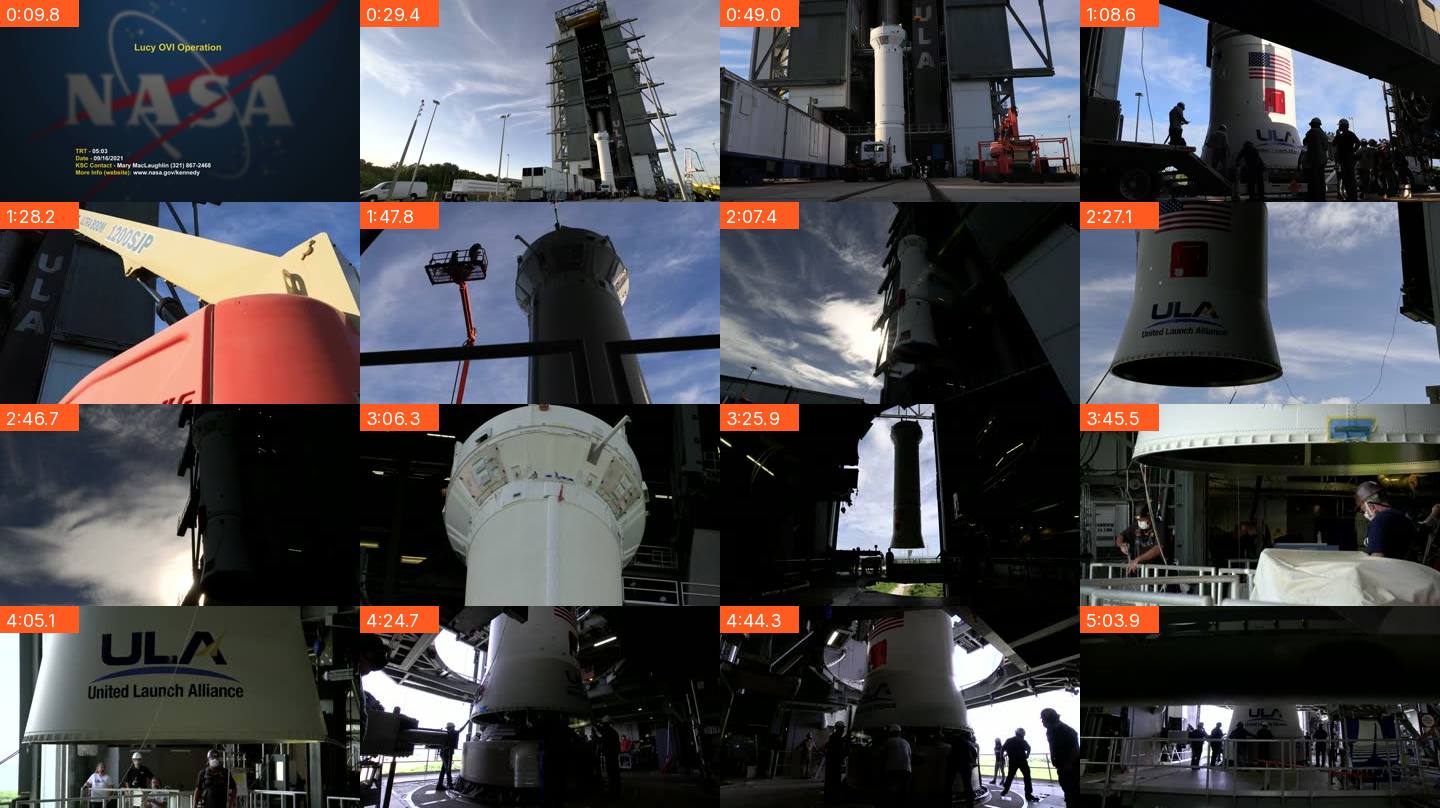 0:09.8
Lucy OVI Operation
NASA
TRT - 05:03
Date - 09/16/2021
KSC Contact - Mary MacLaughlin (321) 867-2468
More Info (website): www.nasa.gov/kennedy
0:29.4
0:49.0
ULA
1:08.6
ULA
1:28.2
ULA
1200SJP
1:47.8
2:07.4
2:27.1
ULA
United Launch Alliance
2:46.7
3:06.3
3:25.9
3:45.5
4:05.1
ULA
United Launch Alliance
4:24.7
4:44.3
5:03.9
ULA